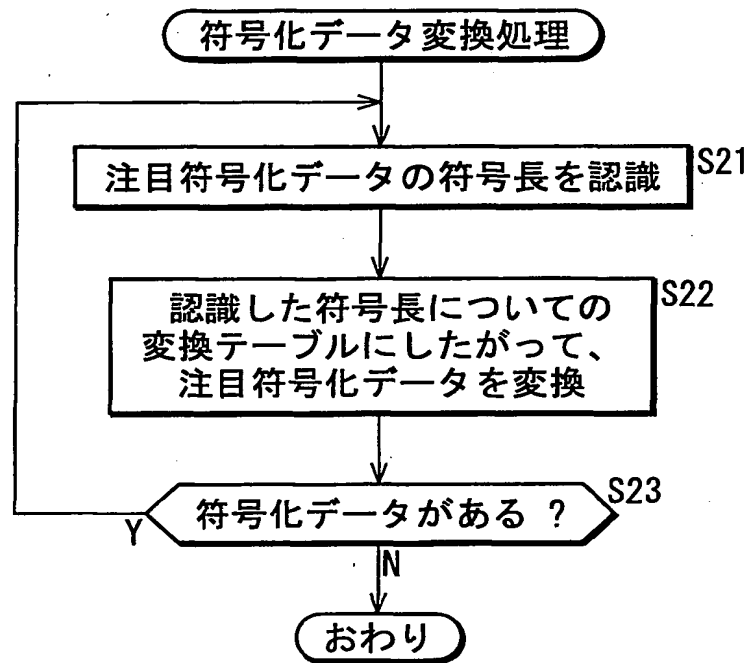 符号化データ変換処理
注目符号化データの符号長を認識
S21
認識した符号長についての
変換テーブルにしたがって、
注目符号化データを変換
S22
符号化データがある ?
S23
Y
N
おわり